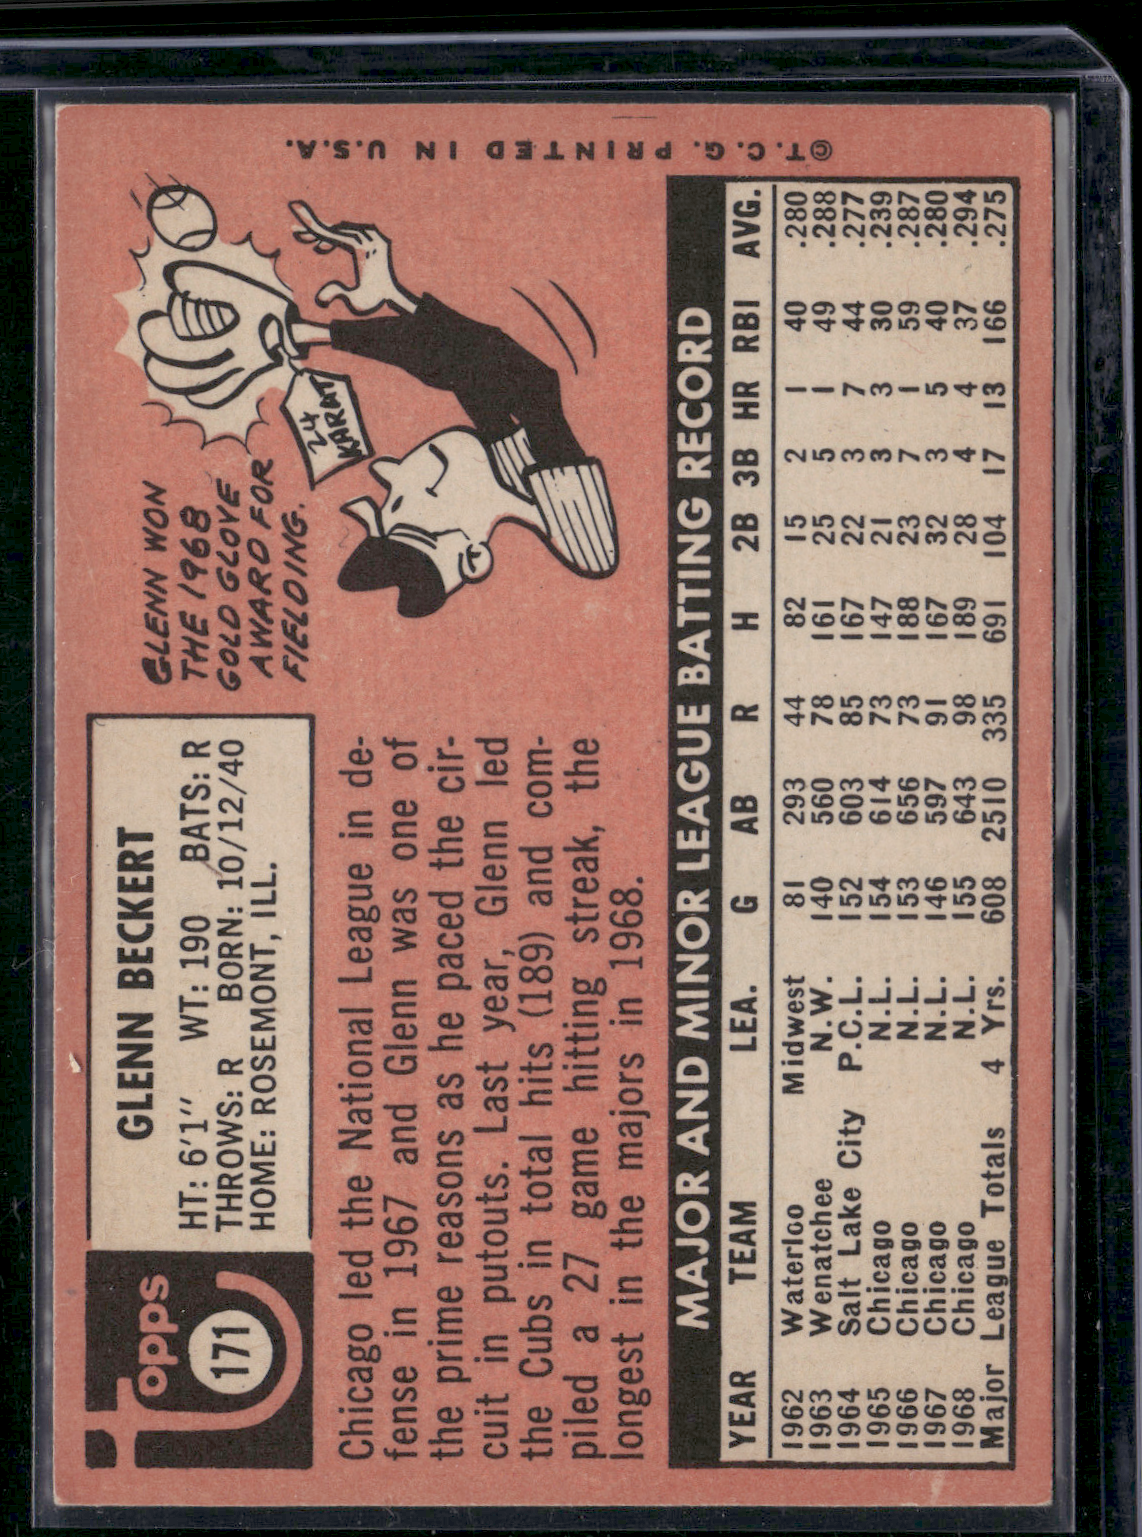 Topps
171
GLENN BECKERT
HT: 6'1" WT: 190 BATS: R
THROWS: R BORN: 10/12/40
HOME: ROSEMONT, ILL.
GLENN WON
THE 1968
GOLD GLOVE
AWARD FOR
FIELDING.
24
KARAT
Chicago led the National League in de-
fense in 1967 and Glenn was one of
the prime reasons as he paced the cir-
cuit in putouts. Last year, Glenn led
the Cubs in total hits (189) and com-
piled a 27 game hitting streak, the
longest in the majors in 1968.
MAJOR AND MINOR LEAGUE BATTING RECORD
YEAR TEAM LEA. G AB R H 2B 3B HR RBI AVG.
1962 Waterloo Midwest 81 293 44 82 15 2 1 40 .280
1963 Wenatchee N.W. 140 560 78 161 25 5 1 49 .288
1964 Salt Lake City P.C.L. 152 603 85 167 22 3 7 44 .277
1965 Chicago N.L. 154 614 73 147 21 3 3 30 .239
1966 Chicago N.L. 153 656 73 188 23 7 1 59 .287
1967 Chicago N.L. 146 597 91 167 32 3 5 40 .280
1968 Chicago N.L. 155 643 98 189 28 4 4 37 .294
Major League Totals 4 Yrs. 608 2510 335 691 104 17 13 166 .275
©T.C.G. PRINTED IN U.S.A.